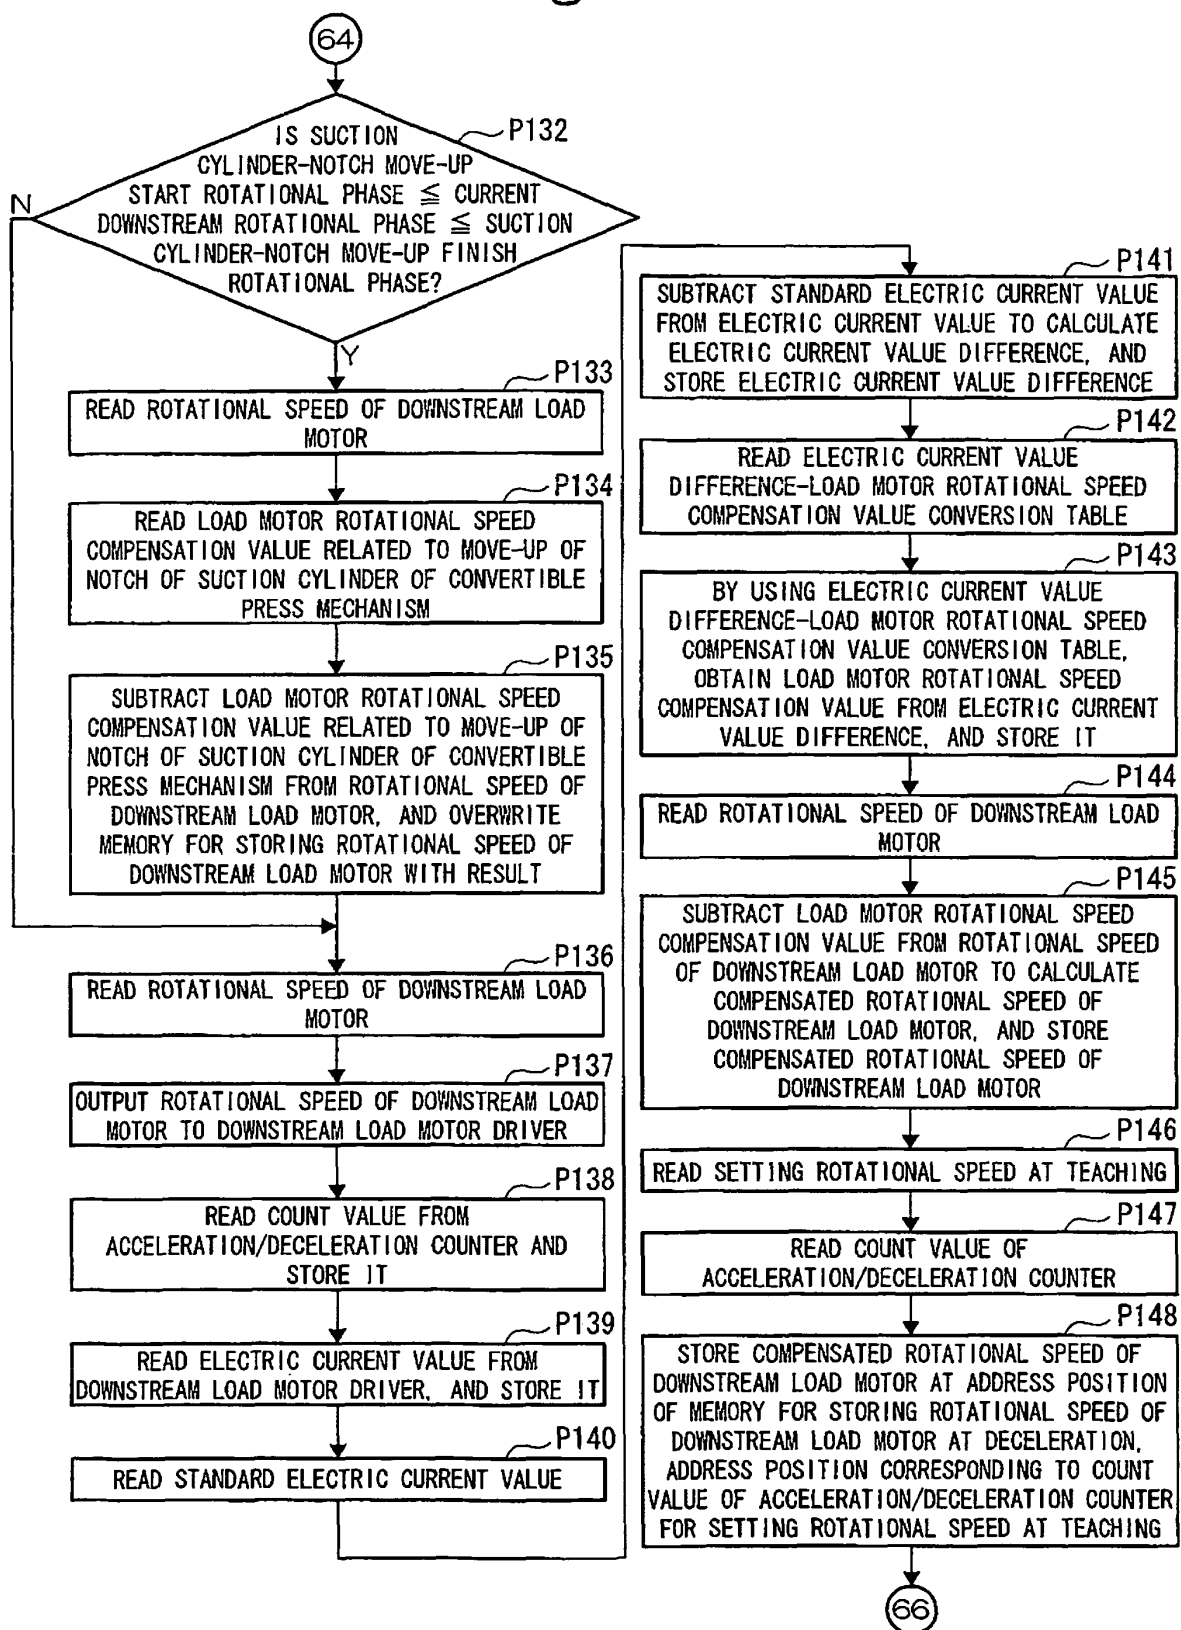 64
P132
IS SUCTION
CYLINDER-NOTCH MOVE-UP
START ROTATIONAL PHASE ≦ CURRENT
DOWNSTREAM ROTATIONAL PHASE ≦ SUCTION
CYLINDER-NOTCH MOVE-UP FINISH
ROTATIONAL PHASE?
N
Y
P133
READ ROTATIONAL SPEED OF DOWNSTREAM LOAD
MOTOR
P134
READ LOAD MOTOR ROTATIONAL SPEED
COMPENSATION VALUE RELATED TO MOVE-UP OF
NOTCH OF SUCTION CYLINDER OF CONVERTIBLE
PRESS MECHANISM
P135
SUBTRACT LOAD MOTOR ROTATIONAL SPEED
COMPENSATION VALUE RELATED TO MOVE-UP OF
NOTCH OF SUCTION CYLINDER OF CONVERTIBLE
PRESS MECHANISM FROM ROTATIONAL SPEED OF
DOWNSTREAM LOAD MOTOR, AND OVERWRITE
MEMORY FOR STORING ROTATIONAL SPEED OF
DOWNSTREAM LOAD MOTOR WITH RESULT
P136
READ ROTATIONAL SPEED OF DOWNSTREAM LOAD
MOTOR
P137
OUTPUT ROTATIONAL SPEED OF DOWNSTREAM LOAD
MOTOR TO DOWNSTREAM LOAD MOTOR DRIVER
P138
READ COUNT VALUE FROM
ACCELERATION/DECELERATION COUNTER AND
STORE IT
P139
READ ELECTRIC CURRENT VALUE FROM
DOWNSTREAM LOAD MOTOR DRIVER, AND STORE IT
P140
READ STANDARD ELECTRIC CURRENT VALUE
P141
SUBTRACT STANDARD ELECTRIC CURRENT VALUE
FROM ELECTRIC CURRENT VALUE TO CALCULATE
ELECTRIC CURRENT VALUE DIFFERENCE, AND
STORE ELECTRIC CURRENT VALUE DIFFERENCE
P142
READ ELECTRIC CURRENT VALUE
DIFFERENCE-LOAD MOTOR ROTATIONAL SPEED
COMPENSATION VALUE CONVERSION TABLE
P143
BY USING ELECTRIC CURRENT VALUE
DIFFERENCE-LOAD MOTOR ROTATIONAL SPEED
COMPENSATION VALUE CONVERSION TABLE,
OBTAIN LOAD MOTOR ROTATIONAL SPEED
COMPENSATION VALUE FROM ELECTRIC CURRENT
VALUE DIFFERENCE, AND STORE IT
P144
READ ROTATIONAL SPEED OF DOWNSTREAM LOAD
MOTOR
P145
SUBTRACT LOAD MOTOR ROTATIONAL SPEED
COMPENSATION VALUE FROM ROTATIONAL SPEED
OF DOWNSTREAM LOAD MOTOR TO CALCULATE
COMPENSATED ROTATIONAL SPEED OF
DOWNSTREAM LOAD MOTOR, AND STORE
COMPENSATED ROTATIONAL SPEED OF
DOWNSTREAM LOAD MOTOR
P146
READ SETTING ROTATIONAL SPEED AT TEACHING
P147
READ COUNT VALUE OF
ACCELERATION/DECELERATION COUNTER
P148
STORE COMPENSATED ROTATIONAL SPEED OF
DOWNSTREAM LOAD MOTOR AT ADDRESS POSITION
OF MEMORY FOR STORING ROTATIONAL SPEED OF
DOWNSTREAM LOAD MOTOR AT DECELERATION,
ADDRESS POSITION CORRESPONDING TO COUNT
VALUE OF ACCELERATION/DECELERATION COUNTER
FOR SETTING ROTATIONAL SPEED AT TEACHING
66